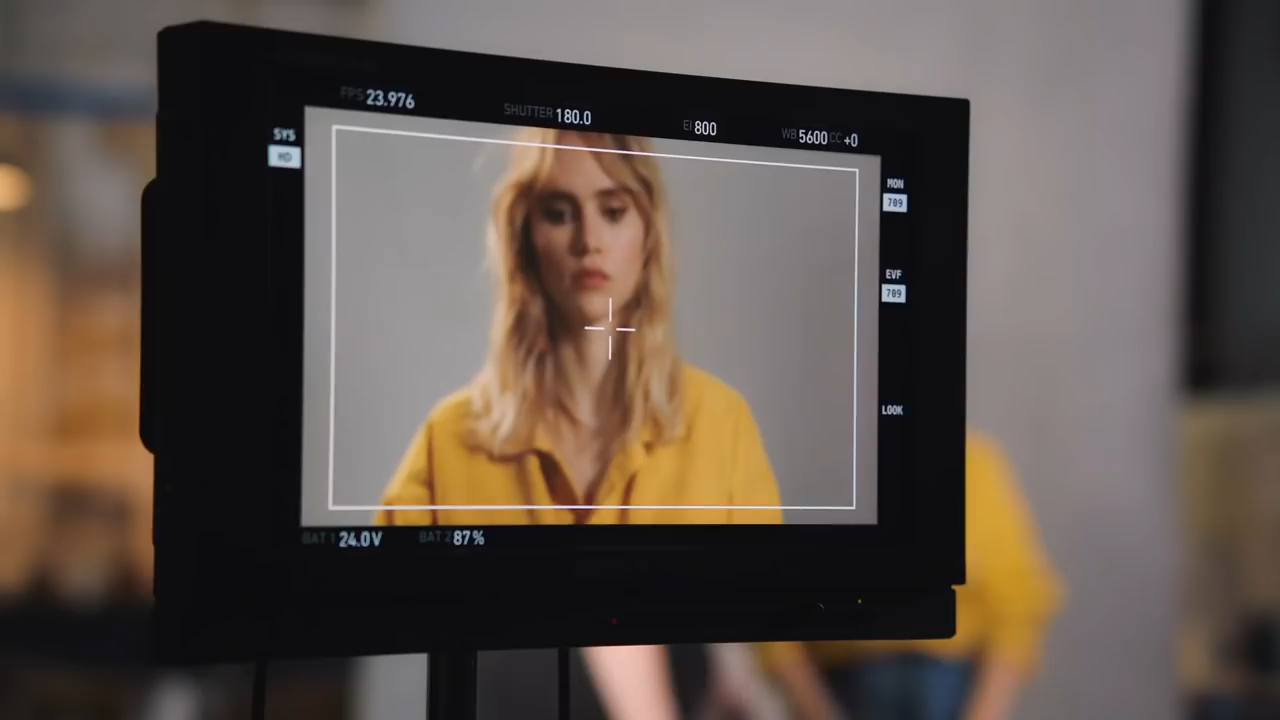 FPS 23.976
SHUTTER 180.0
EI 800
WB 5600 CC +0
SYS
HD
MON
709
EVF
709
LOOK
BAT 1 24.0V
BAT 2 87%